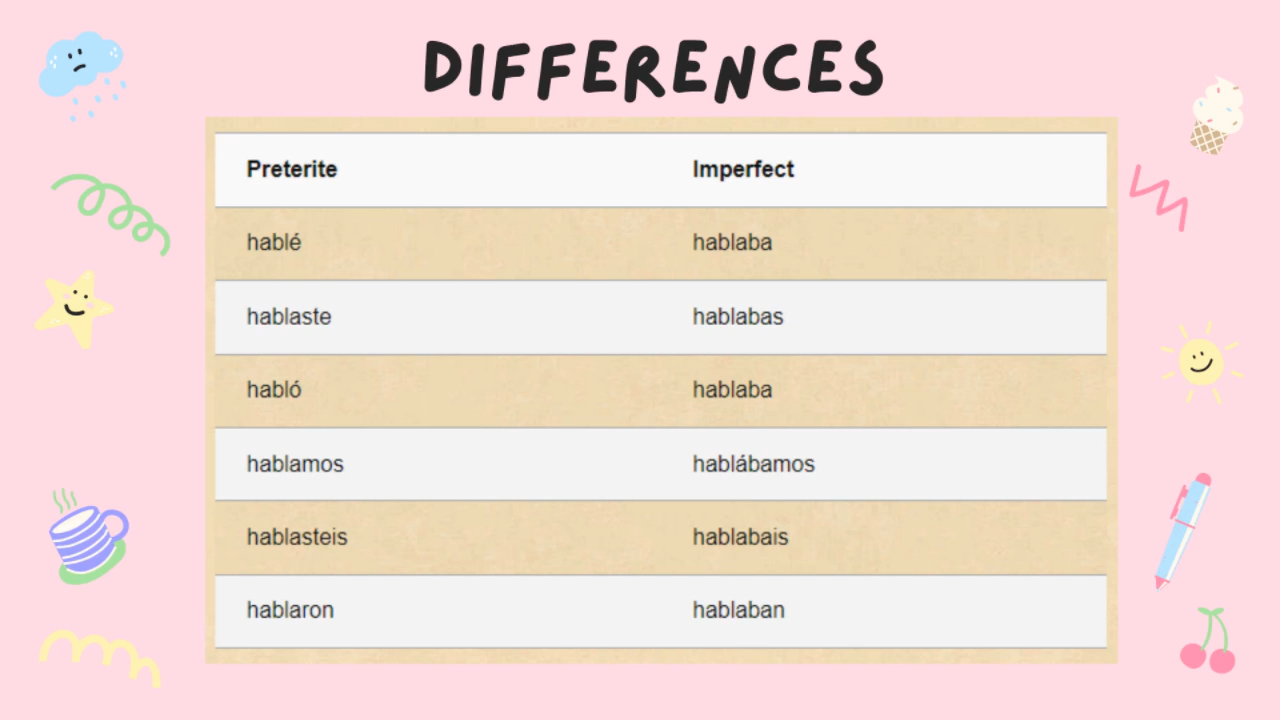 DIFFERENCES
Preterite Imperfect
hablé hablaba
hablaste hablabas
habló hablaba
hablamos hablábamos
hablasteis hablabais
hablaron hablaban